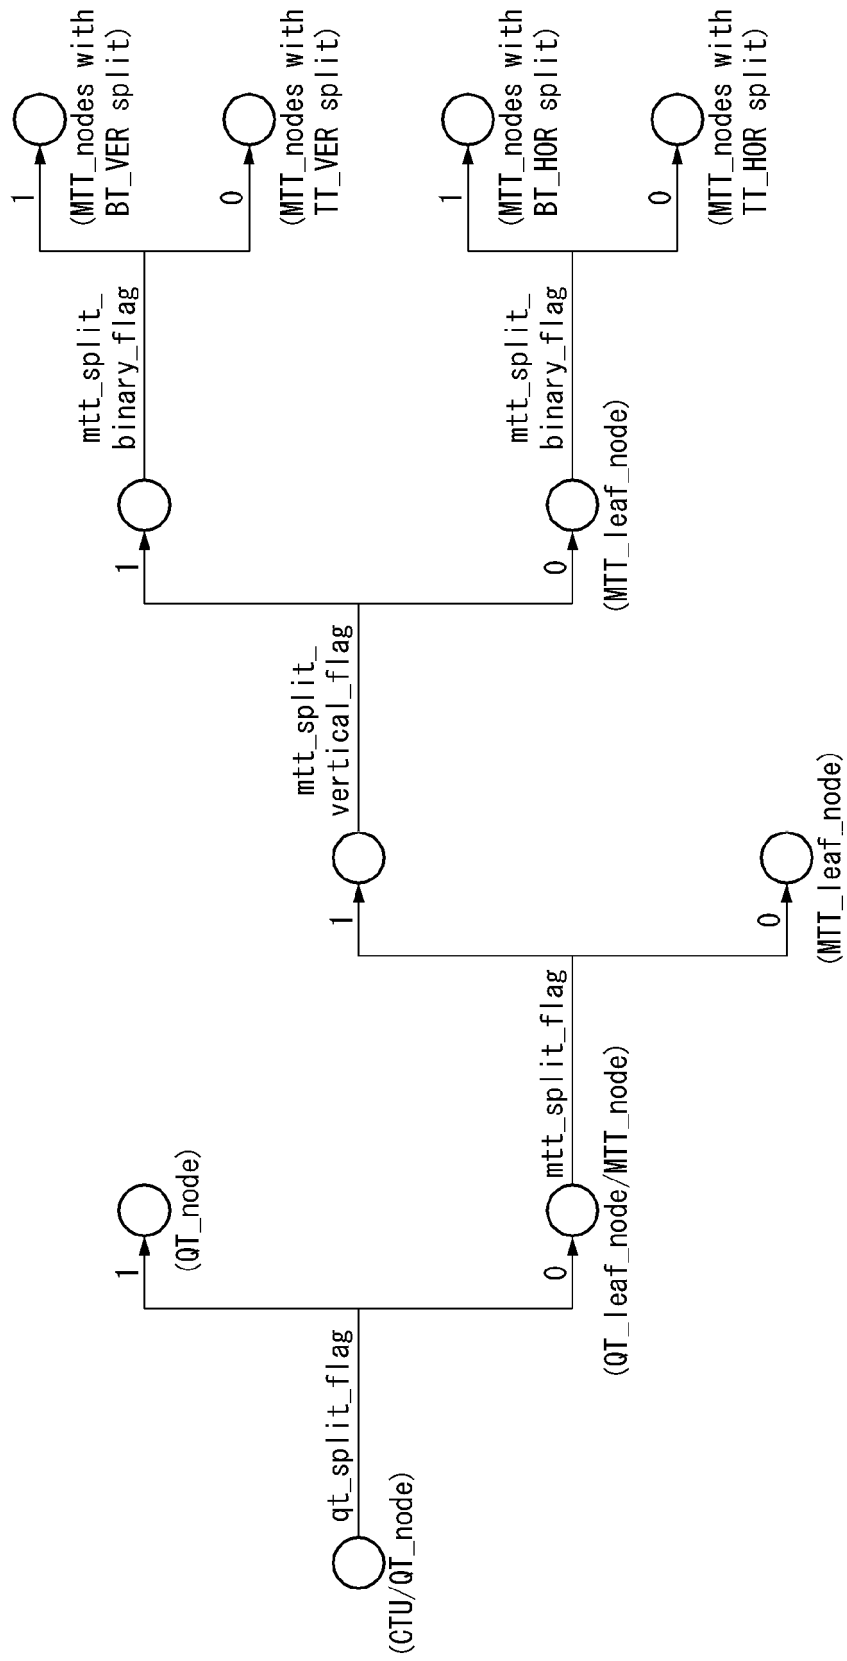 (CTU/QT_node)
qt_split_flag
1
(QT_node)
0
(QT_leaf_node/MTT_node)
mtt_split_flag
1
0
(MTT_leaf_node)
mtt_split_
vertical_flag
1
0
(MTT_leaf_node)
mtt_split_
binary_flag
1
(MTT_nodes with
BT_VER split)
0
(MTT_nodes with
TT_VER split)
mtt_split_
binary_flag
1
(MTT_nodes with
BT_HOR split)
0
(MTT_nodes with
TT_HOR split)